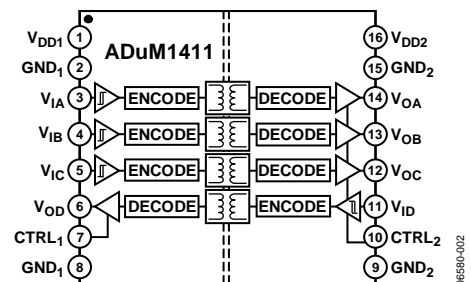 ADuM1411
VDD1 1
16 VDD2
GND1 2
15 GND2
VIA 3 ENCODE DECODE 14 VOA
VIB 4 ENCODE DECODE 13 VOB
VIC 5 ENCODE DECODE 12 VOC
VOD 6 DECODE ENCODE 11 VID
CTRL1 7
10 CTRL2
GND1 8
9 GND2
06580-002